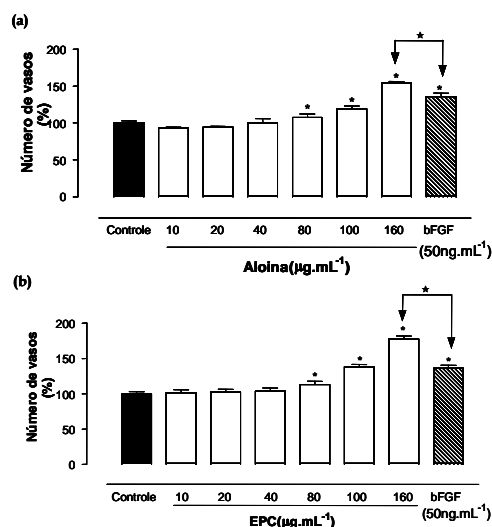 (a)
Número de vasos
(%)
200
150
100
50
0
*
*
*
*
*
Controle 10 20 40 80 100 160 bFGF
(50ng.mL-1)
Aloina(µg.mL-1)
(b)
Número de vasos
(%)
200
150
100
50
0
*
*
*
*
*
Controle 10 20 40 80 100 160 bFGF
(50ng.mL-1)
EPC(µg.mL-1)